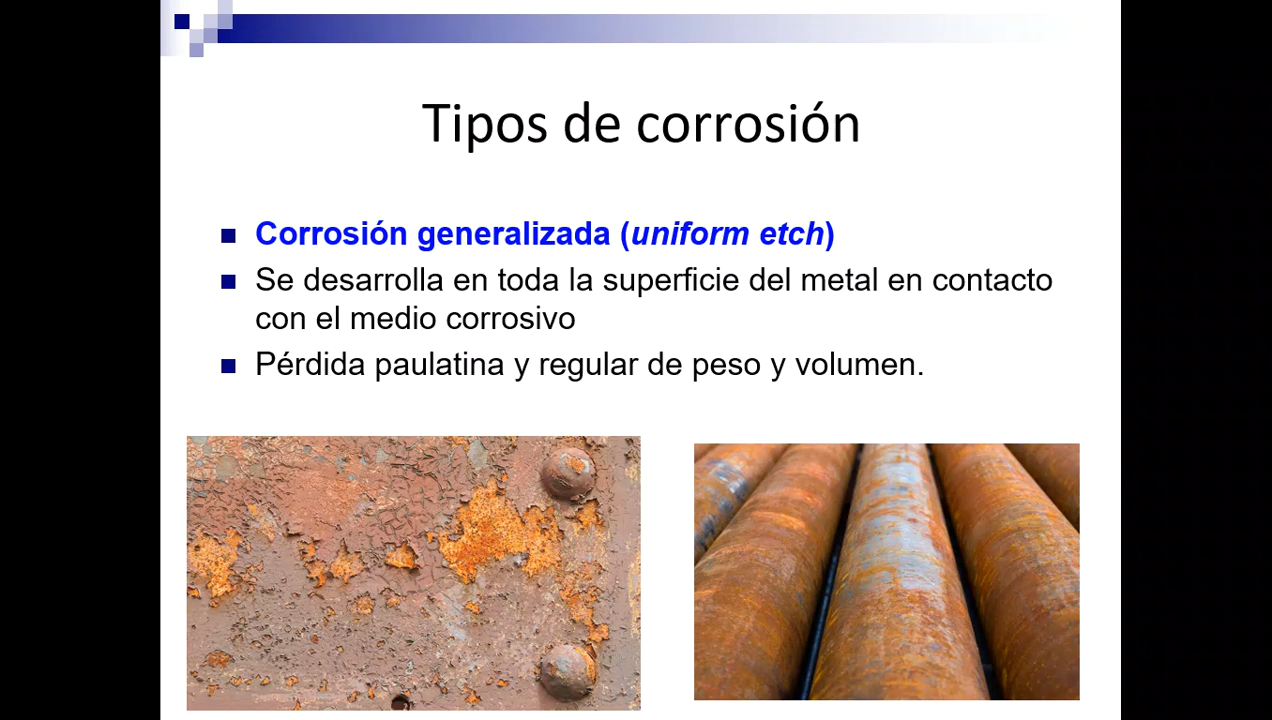 Tipos de corrosión
Corrosión generalizada (uniform etch)
Se desarrolla en toda la superficie del metal en contacto
con el medio corrosivo
Pérdida paulatina y regular de peso y volumen.